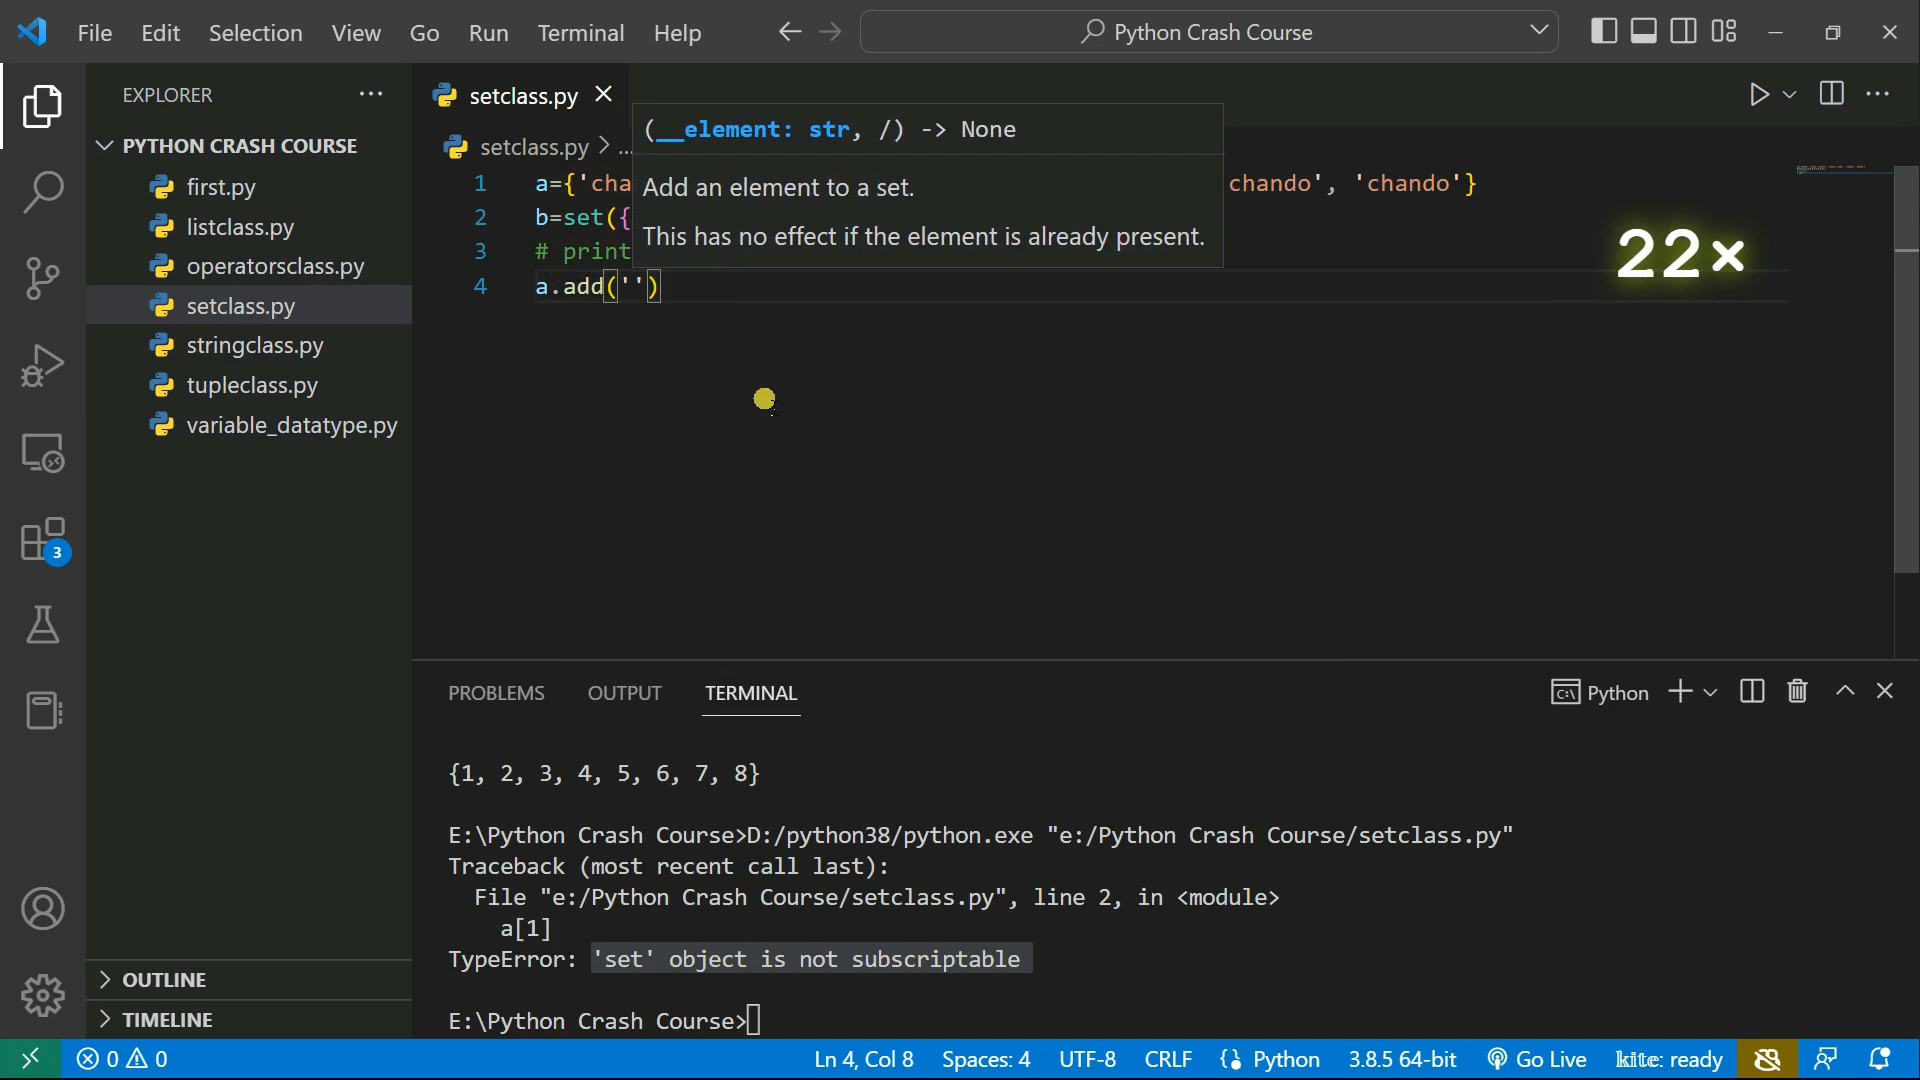 File Edit Selection View Go Run Terminal Help
Python Crash Course
EXPLORER
PYTHON CRASH COURSE
first.py
listclass.py
operatorsclass.py
setclass.py
stringclass.py
tupleclass.py
variable_datatype.py
OUTLINE
TIMELINE
setclass.py
setclass.py > ...
(__element: str, /) -> None
Add an element to a set.
This has no effect if the element is already present.
1 a={'cha chando', 'chando'}
2 b=set({
3 # print
4 a.add('')
22×
PROBLEMS OUTPUT TERMINAL
Python
{1, 2, 3, 4, 5, 6, 7, 8}
E:\Python Crash Course>D:/python38/python.exe "e:/Python Crash Course/setclass.py"
Traceback (most recent call last):
File "e:/Python Crash Course/setclass.py", line 2, in <module>
a[1]
TypeError: 'set' object is not subscriptable
E:\Python Crash Course>
3
0 0 Ln 4, Col 8 Spaces: 4 UTF-8 CRLF Python 3.8.5 64-bit Go Live kite: ready